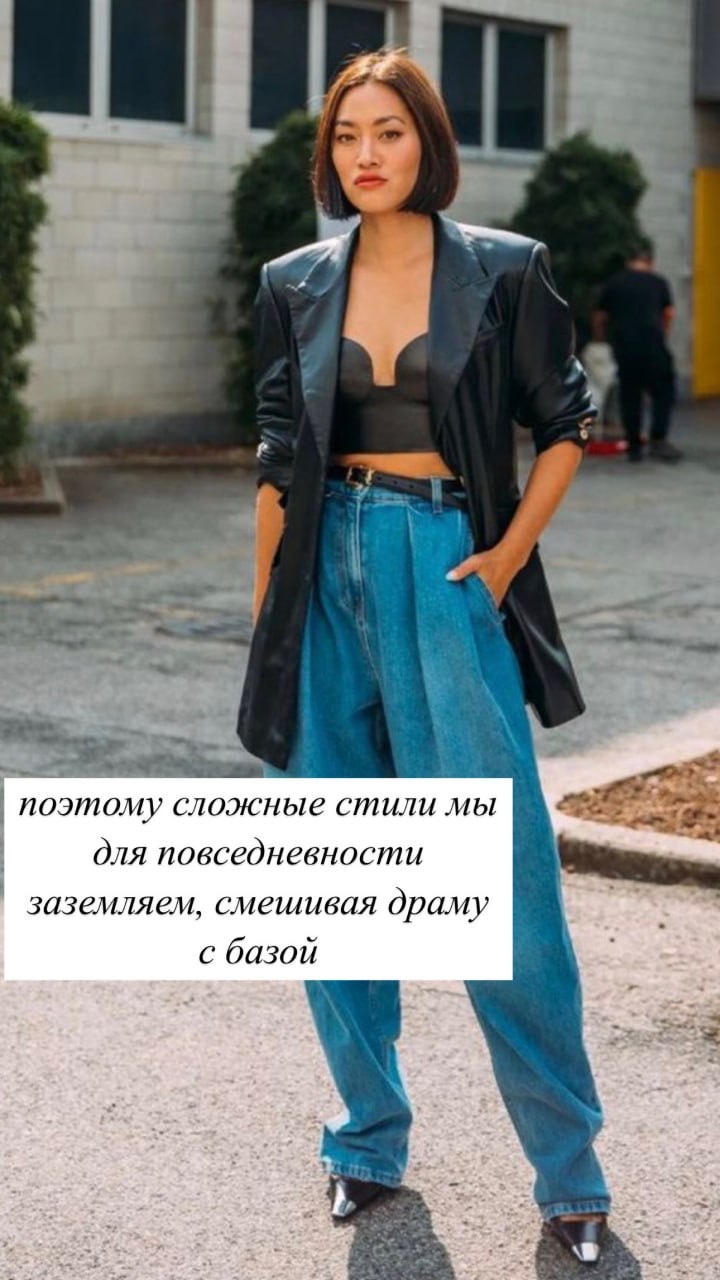 поэтому сложные стили мы
для повседневности
заземляем, смешивая драму
с базой